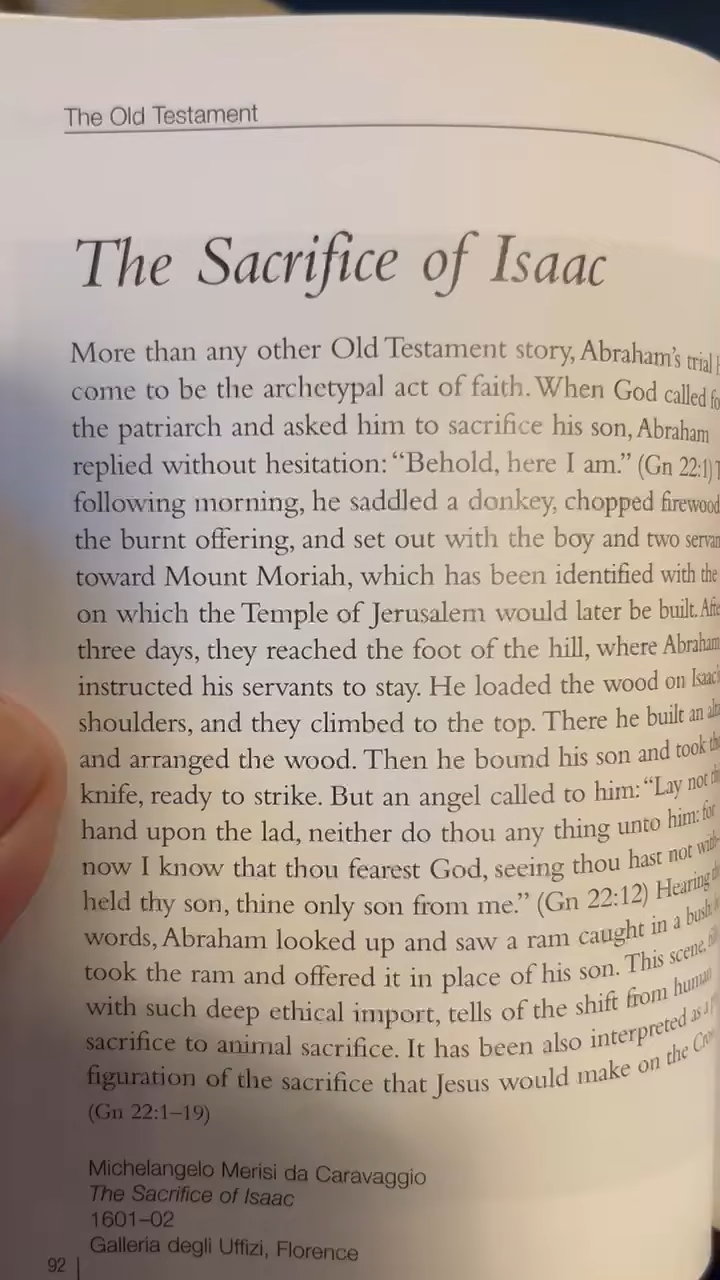 The Old Testament
The Sacrifice of Isaac
More than any other Old Testament story, Abraham's trial
come to be the archetypal act of faith. When God called
the patriarch and asked him to sacrifice his son, Abraham
replied without hesitation: “Behold, here I am.” (Gn 22:1)
following morning, he saddled a donkey, chopped firewood
the burnt offering, and set out with the boy and two
toward Mount Moriah, which has been identified with the
on which the Temple of Jerusalem would later be built.
three days, they reached the foot of the hill, where Abraham
instructed his servants to stay. He loaded the wood on
shoulders, and they climbed to the top. There he built an
and arranged the wood. Then he bound his son and took
knife, ready to strike. But an angel called to him: “Lay not
hand upon the lad, neither do thou any thing unto him: for
now I know that thou fearest God, seeing thou hast not with-
held thy son, thine only son from me.” (Gn 22:12) Hearing
words, Abraham looked up and saw a ram caught in a bush.
took the ram and offered it in place of his son. This scene,
with such deep ethical import, tells of the shift from human
sacrifice to animal sacrifice. It has been also interpreted as a
figuration of the sacrifice that Jesus would make on the
(Gn 22:1–19)
Michelangelo Merisi da Caravaggio
The Sacrifice of Isaac
1601–02
Galleria degli Uffizi, Florence
92